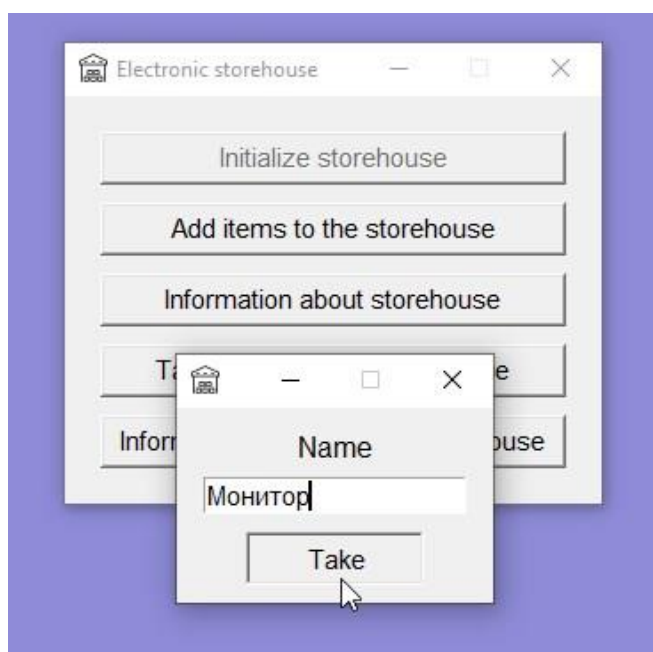 Electronic storehouse
Initialize storehouse
Add items to the storehouse
Information about storehouse
Name
Монитор
Take